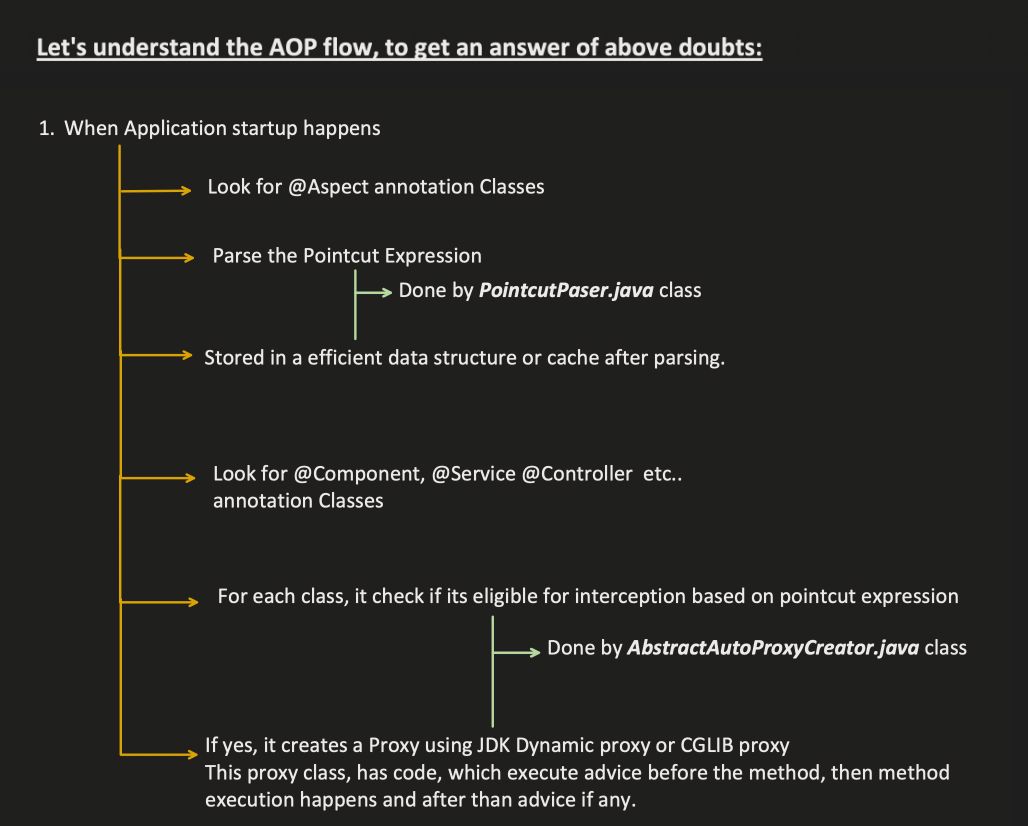 Let's understand the AOP flow, to get an answer of above doubts:
1. When Application startup happens
Look for @Aspect annotation Classes
Parse the Pointcut Expression
Done by PointcutPaser.java class
Stored in a efficient data structure or cache after parsing.
Look for @Component, @Service @Controller etc..
annotation Classes
For each class, it check if its eligible for interception based on pointcut expression
Done by AbstractAutoProxyCreator.java class
If yes, it creates a Proxy using JDK Dynamic proxy or CGLIB proxy
This proxy class, has code, which execute advice before the method, then method
execution happens and after than advice if any.